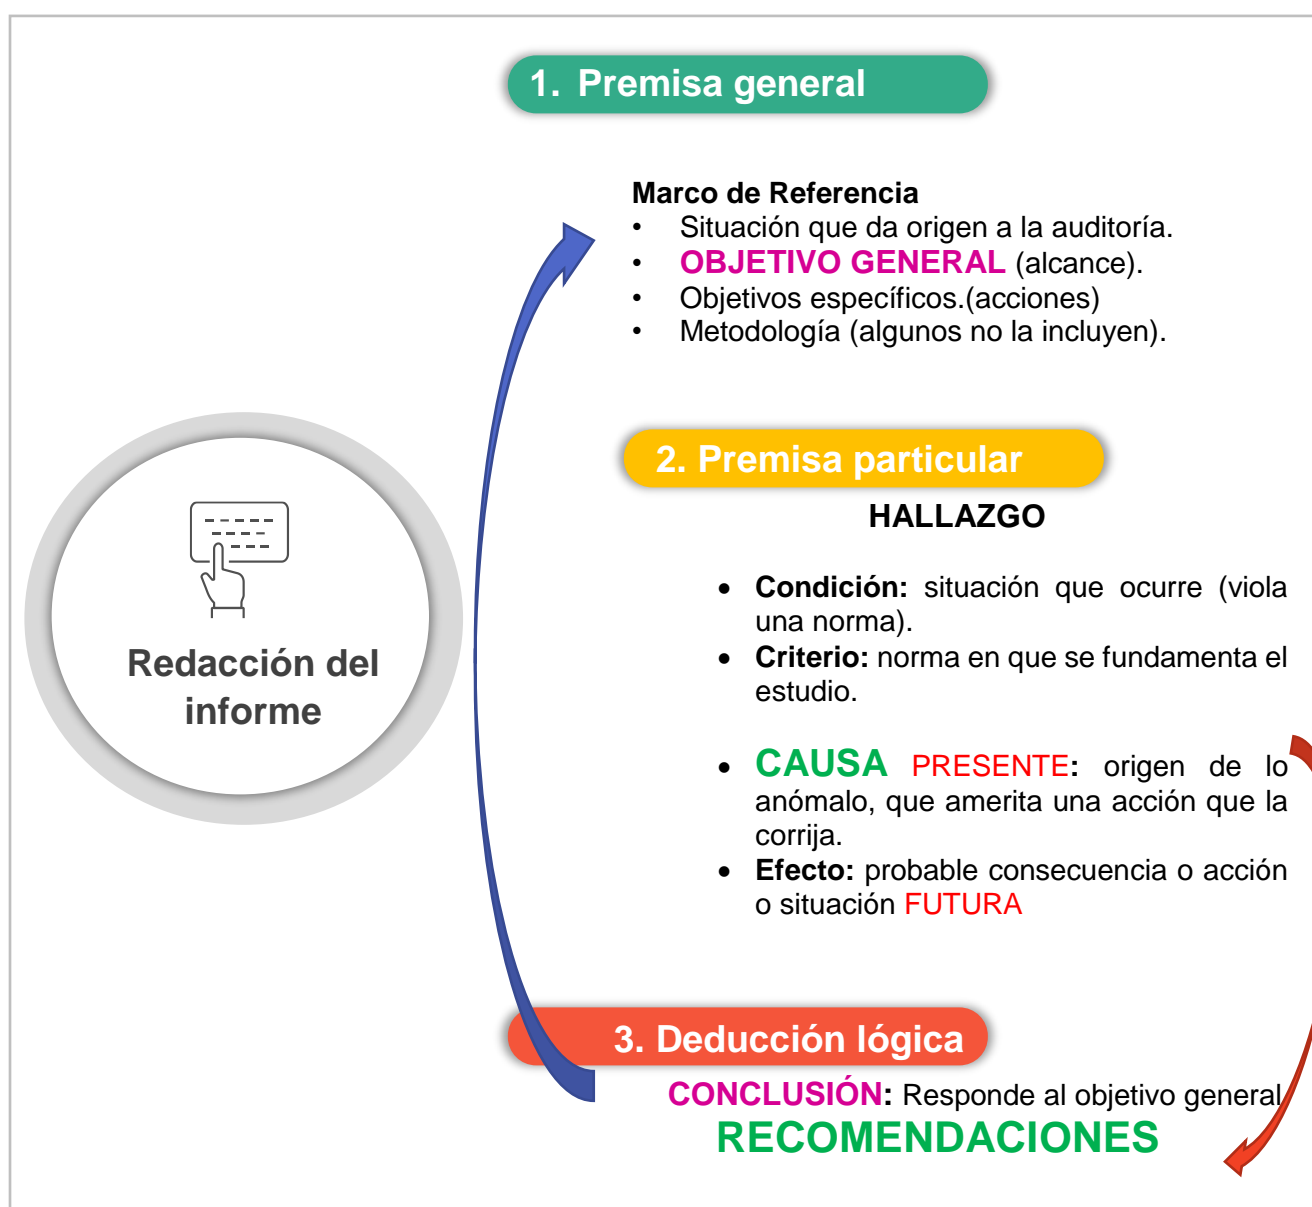 1. Premisa general
Marco de Referencia
• Situación que da origen a la auditoría.
• OBJETIVO GENERAL (alcance).
• Objetivos específicos.(acciones)
• Metodología (algunos no la incluyen).
2. Premisa particular
HALLAZGO
• Condición: situación que ocurre (viola
una norma).
• Criterio: norma en que se fundamenta el
estudio.
Redacción del
informe
• CAUSA PRESENTE: origen de lo
anómalo, que amerita una acción que la
corrija.
• Efecto: probable consecuencia o acción
o situación FUTURA
3. Deducción lógica
CONCLUSIÓN: Responde al objetivo general
RECOMENDACIONES